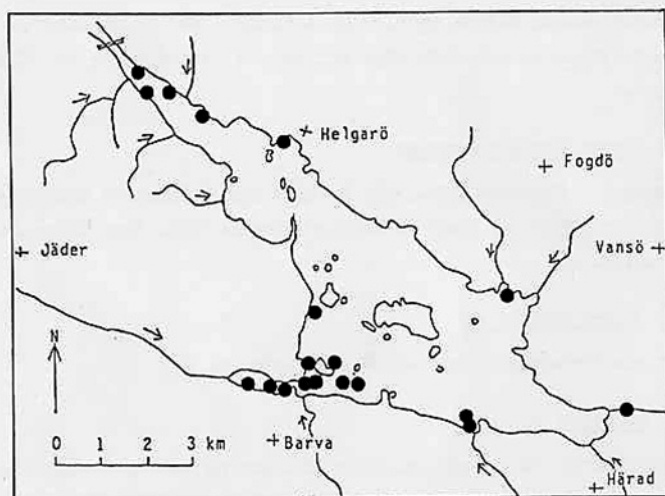 Helgarö
Fogdö
Vansö
Jäder
N
0 1 2 3 km
Barva
Härad